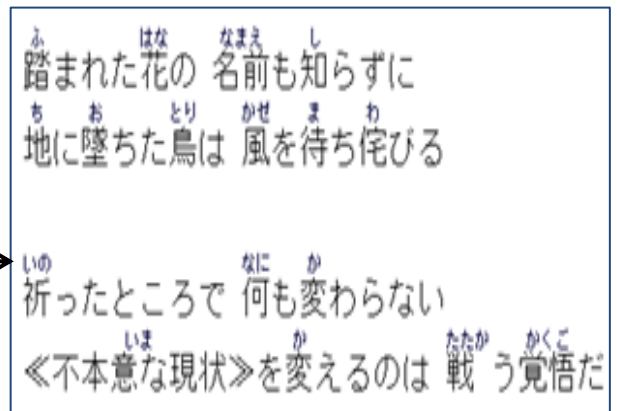 踏まれた花の 名前も知らずに
地に墜ちた鳥は 風を待ち侘びる
祈ったところで 何も変わらない
≪不本意な現状≫を変えるのは 戦 う覚悟だ